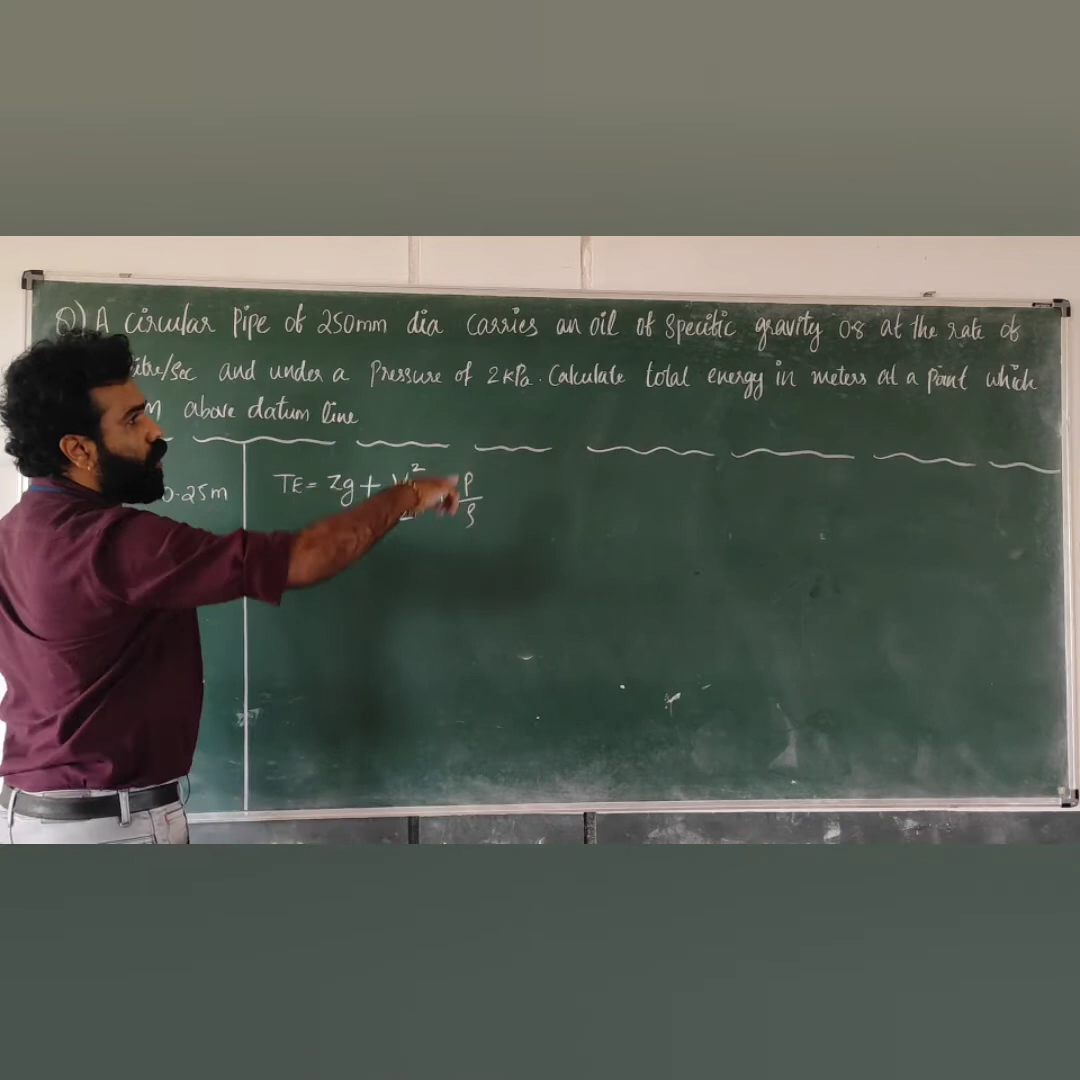 Q) A circular Pipe of 250mm dia carries an oil of specific gravity 0.8 at the rate of
/sec and under a Pressure of 2 KPa. Calculate total energy in meters at a point which
m above datum line
0.25m
TE = Zg + V² P
ρ